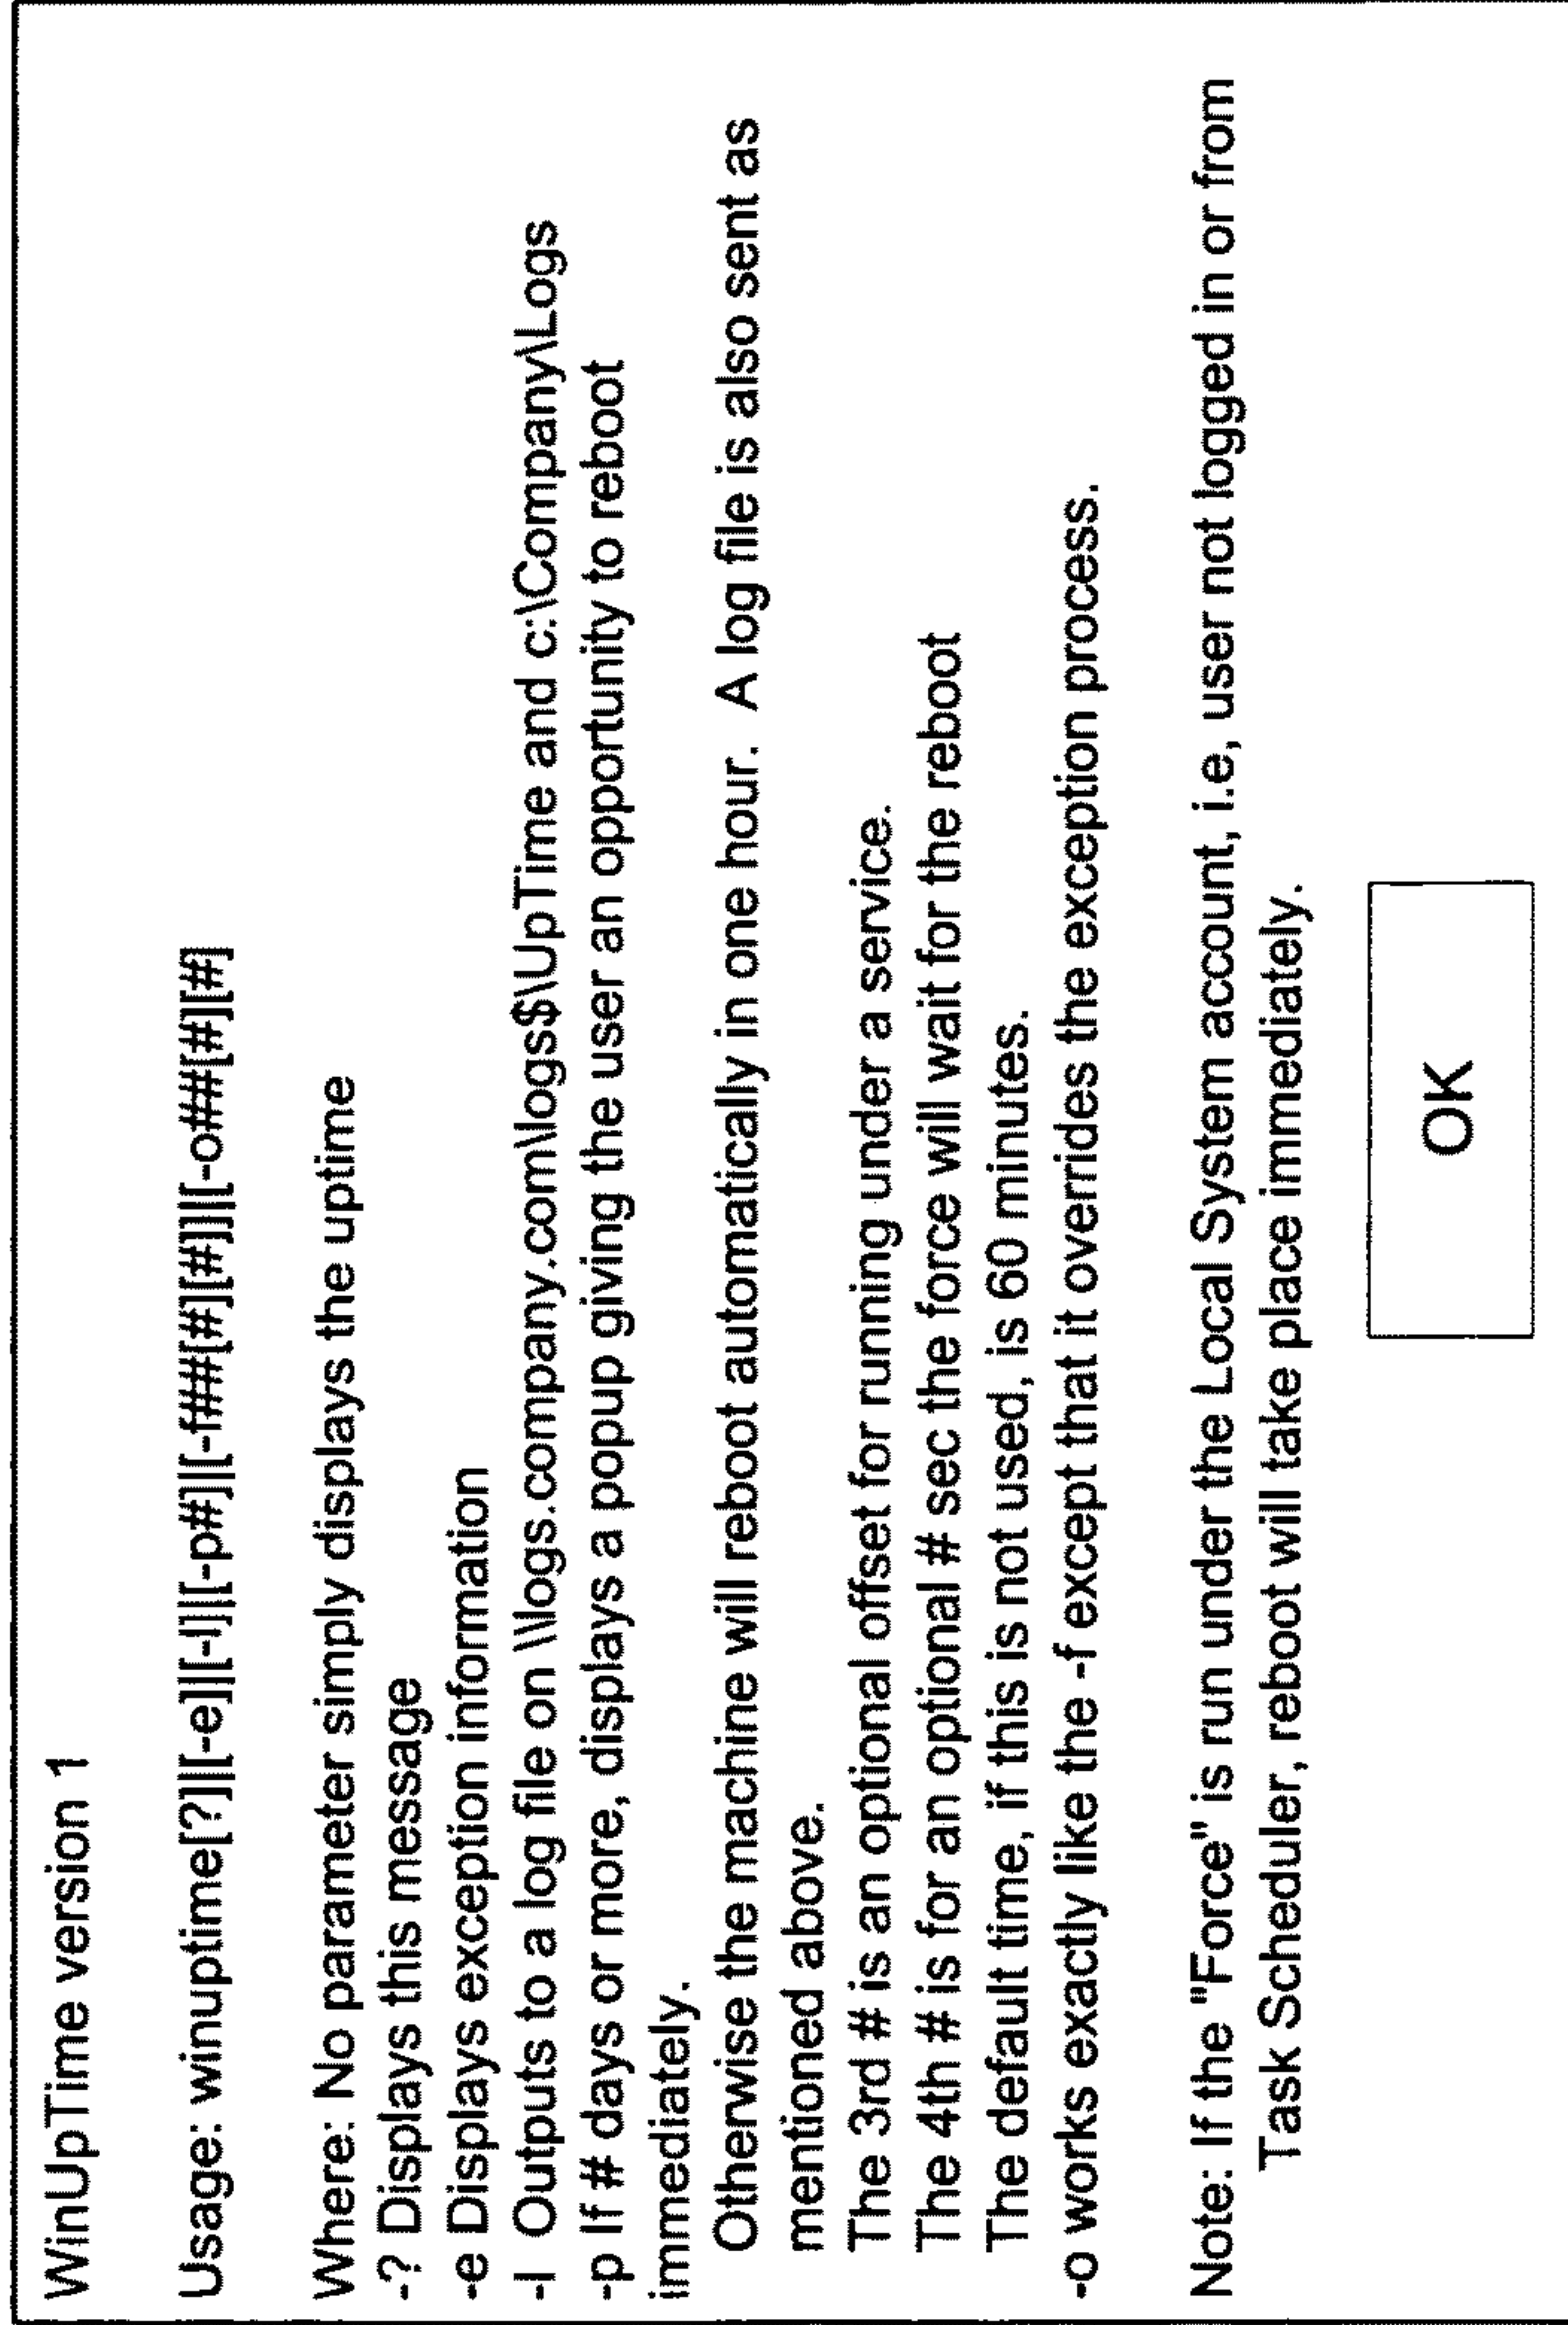 WinUpTime version 1
Usage: winuptime[?]|[-e]|[-l]|[-p#]|[-f##[#][#]]|[-o##[#][#]
Where: No parameter simply displays the uptime
-? Displays this message
-e Displays exception information
-l Outputs to a log file on \\logs.company.com\logs$\UpTime and c:\Company\Logs
-p If # days or more, displays a popup giving the user an opportunity to reboot
immediately.
Otherwise the machine will reboot automatically in one hour. A log file is also sent as
mentioned above.
The 3rd # is an optional offset for running under a service.
The 4th # is for an optional # sec the force will wait for the reboot
The default time, if this is not used, is 60 minutes.
-o works exactly like the -f except that it overrides the exception process.
Note: If the "Force" is run under the Local System account, i.e, user not logged in or from
Task Scheduler, reboot will take place immediately.
OK